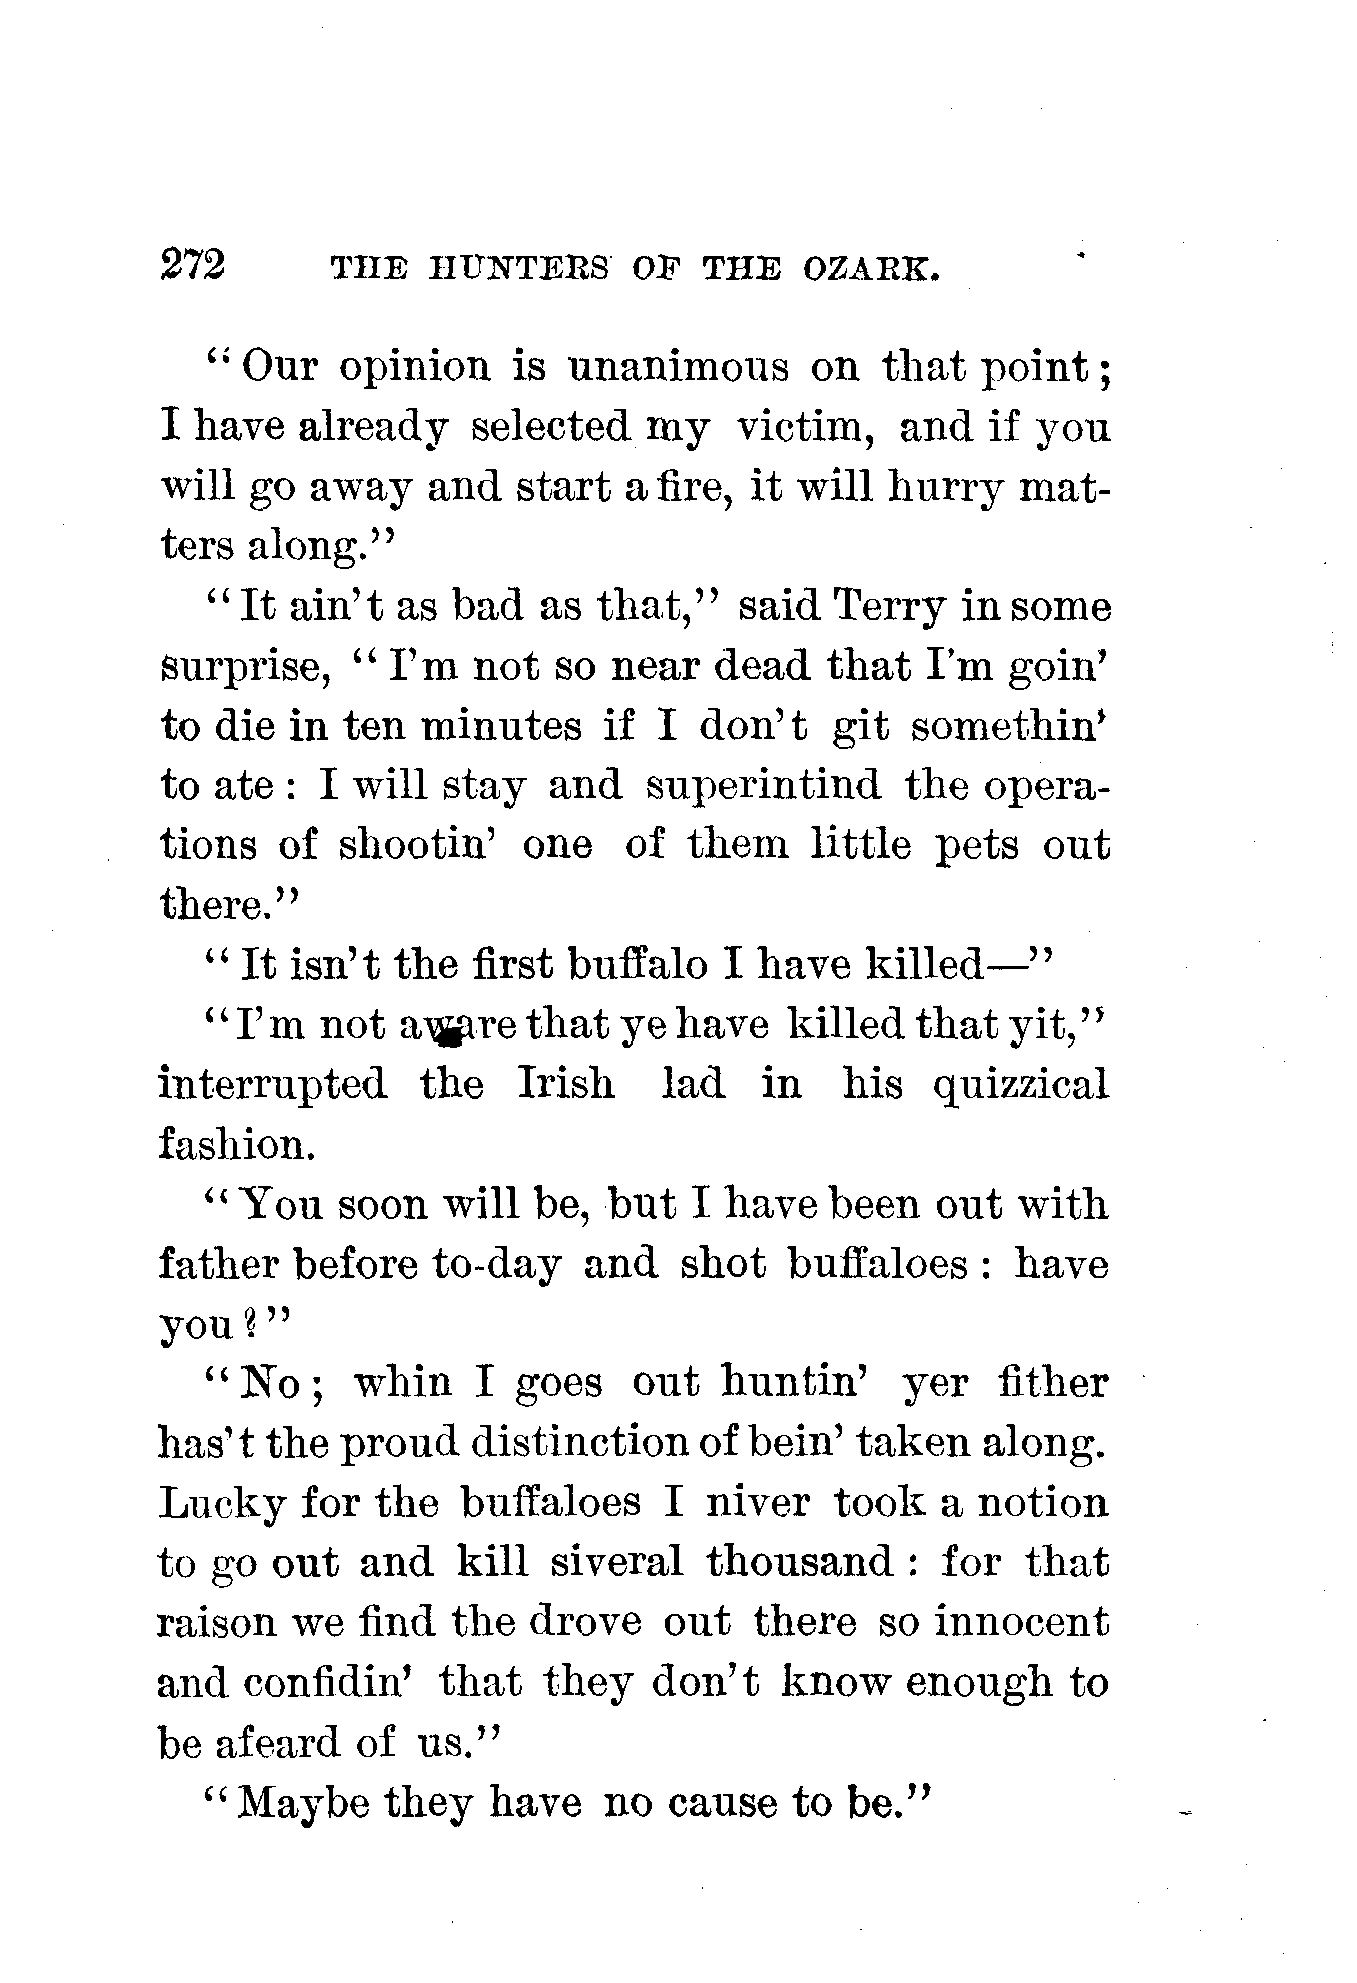 272 THE HUNTERS OF THE OZARK.
“Our opinion is unanimous on that point;
I have already selected my victim, and if you
will go away and start a fire, it will hurry mat-
ters along.”
“It ain't as bad as that,” said Terry in some
surprise, “I'm not so near dead that I'm goin'
to die in ten minutes if I don't git somethin'
to ate: I will stay and superintind the opera-
tions of shootin' one of them little pets out
there.”
“It isn't the first buffalo I have killed—”
“I'm not aware that ye have killed that yit,”
interrupted the Irish lad in his quizzical
fashion.
“You soon will be, but I have been out with
father before to-day and shot buffaloes: have
you?”
“No; whin I goes out huntin' yer fither
has't the proud distinction of bein' taken along.
Lucky for the buffaloes I niver took a notion
to go out and kill siveral thousand: for that
raison we find the drove out there so innocent
and confidin' that they don't know enough to
be afeard of us.”
“Maybe they have no cause to be.”